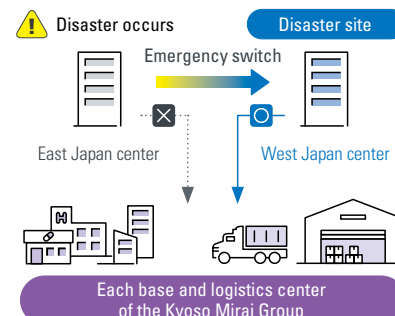 Disaster occurs
Disaster site
Emergency switch
East Japan center
West Japan center
H
Each base and logistics center
of the Kyoso Mirai Group